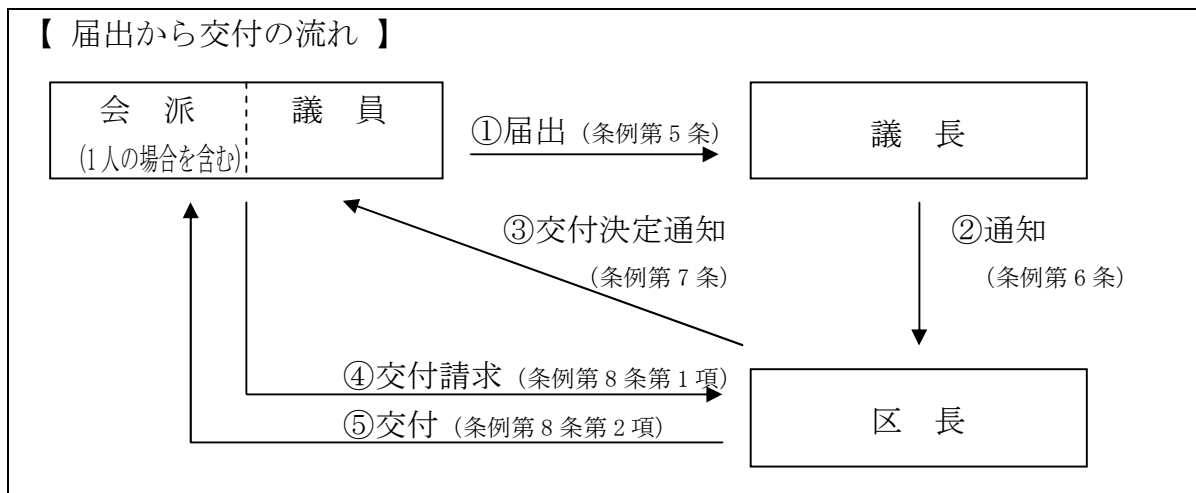 【 届出から交付の流れ 】
会 派
(1人の場合を含む)
議 員
①届出 (条例第5条)
議 長
②通知
(条例第6条)
③交付決定通知
(条例第7条)
④交付請求 (条例第8条第1項)
⑤交付 (条例第8条第2項)
区 長